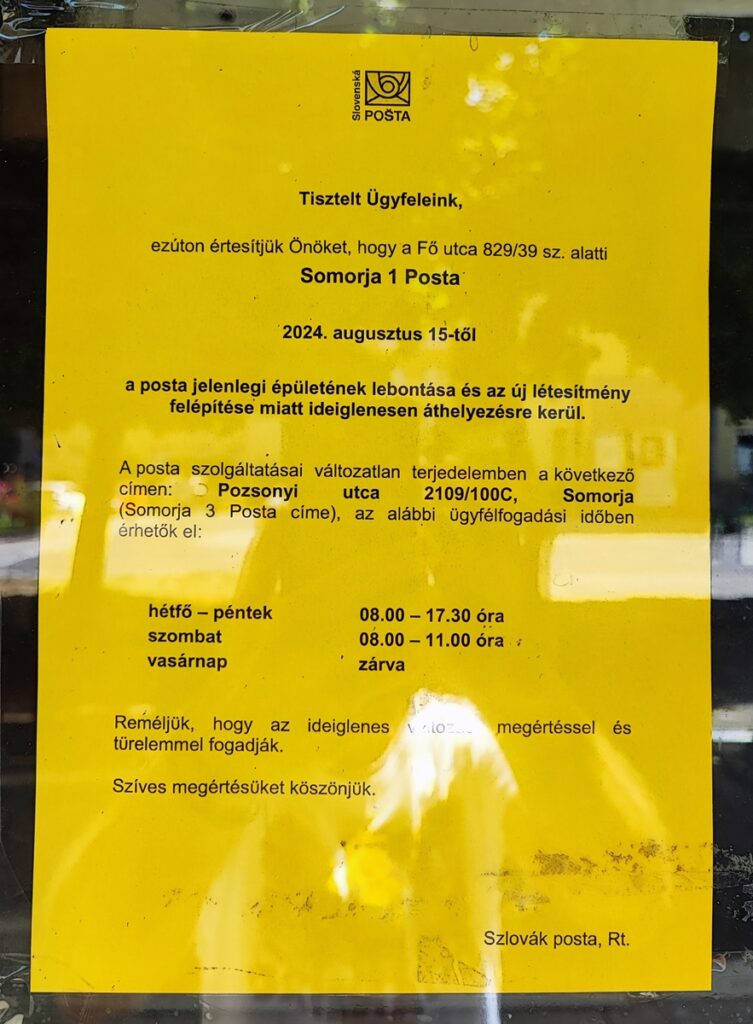 Slovenská
POŠTA
Tisztelt Ügyfeleink,
ezúton értesítjük Önöket, hogy a Fő utca 829/39 sz. alatti
Somorja 1 Posta
2024. augusztus 15-től
a posta jelenlegi épületének lebontása és az új létesítmény
felépítése miatt ideiglenesen áthelyezésre kerül.
A posta szolgáltatásai változatlan terjedelemben a következő
címen: Pozsonyi utca 2109/100C, Somorja
(Somorja 3 Posta címe), az alábbi ügyfélfogadási időben
érhetők el:
hétfő – péntek 08.00 – 17.30 óra
szombat 08.00 – 11.00 óra
vasárnap zárva
Reméljük, hogy az ideiglenes megértéssel és
türelemmel fogadják.
Szíves megértésüket köszönjük.
Szlovák posta, Rt.